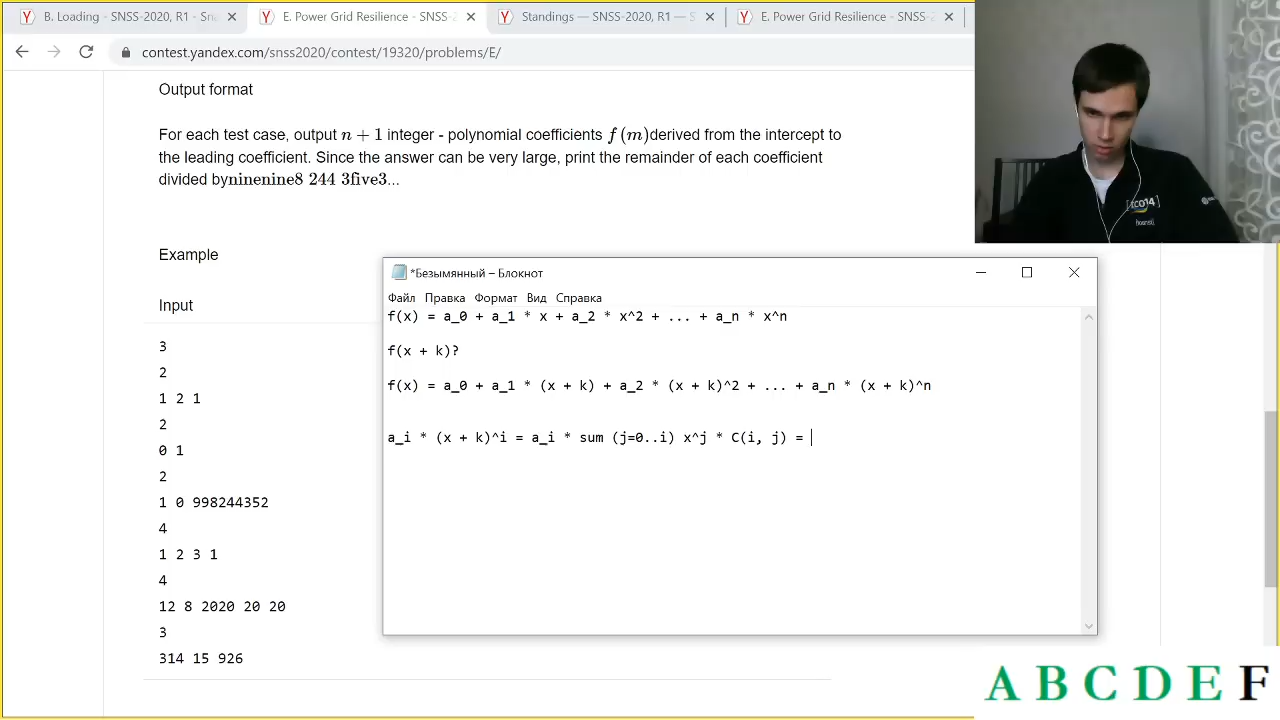 B. Loading - SNSS-2020, R1 - Sna
E. Power Grid Resilience - SNSS-2
Standings — SNSS-2020, R1 — S
E. Power Grid Resilience - SNSS-2
contest.yandex.com/snss2020/contest/19320/problems/E/
Output format
For each test case, output n + 1 integer - polynomial coefficients f (m)derived from the intercept to
the leading coefficient. Since the answer can be very large, print the remainder of each coefficient
divided byninenine8 244 3five3...
Example
Input
3
2
1 2 1
2
0 1
2
1 0 998244352
4
1 2 3 1
4
12 8 2020 20 20
3
314 15 926
*Безымянный – Блокнот
Файл Правка Формат Вид Справка
f(x) = a_0 + a_1 * x + a_2 * x^2 + ... + a_n * x^n
f(x + k)?
f(x) = a_0 + a_1 * (x + k) + a_2 * (x + k)^2 + ... + a_n * (x + k)^n
a_i * (x + k)^i = a_i * sum (j=0..i) x^j * C(i, j) =
A B C D E F